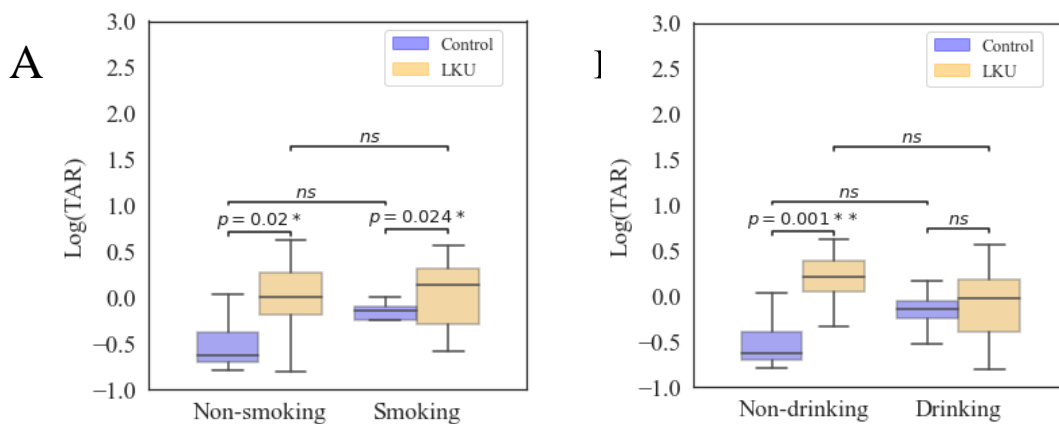 A
3.0
2.5
2.0
1.5
1.0
0.5
0.0
−0.5
−1.0
Log(TAR)
Control
LKU
ns
ns
p = 0.02 *
p = 0.024 *
Non-smoking
Smoking
3.0
2.5
2.0
1.5
1.0
0.5
0.0
−0.5
−1.0
Log(TAR)
Control
LKU
ns
ns
p = 0.001 * *
ns
Non-drinking
Drinking